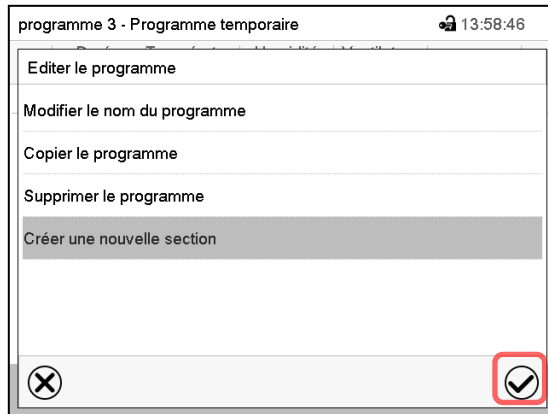 programme 3 - Programme temporaire 13:58:46
Editer le programme
Modifier le nom du programme
Copier le programme
Supprimer le programme
Créer une nouvelle section